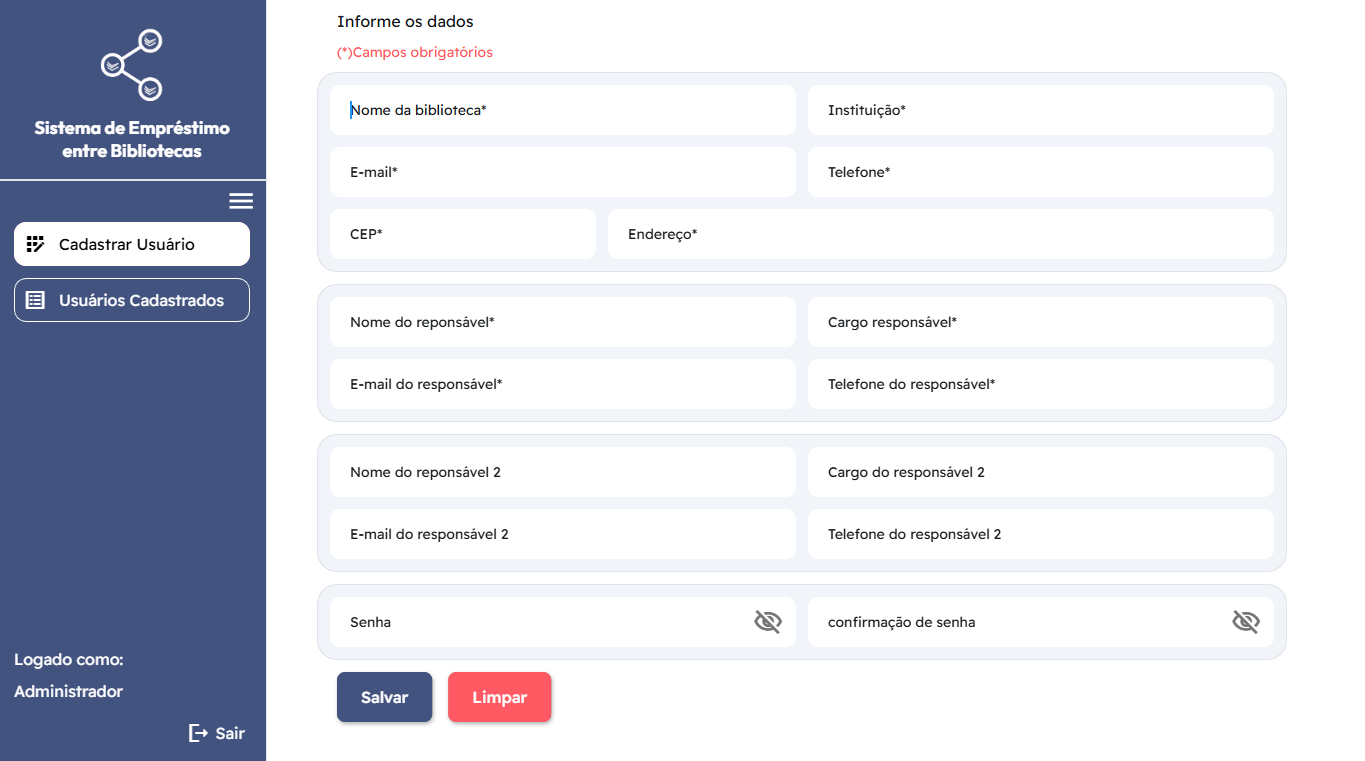 Sistema de Empréstimo
entre Bibliotecas
Cadastrar Usuário
Usuários Cadastrados
Logado como:
Administrador
Sair
Informe os dados
(*)Campos obrigatórios
Nome da biblioteca*
Instituição*
E-mail*
Telefone*
CEP*
Endereço*
Nome do reponsável*
Cargo responsável*
E-mail do responsável*
Telefone do responsável*
Nome do reponsável 2
Cargo do responsável 2
E-mail do responsável 2
Telefone do responsável 2
Senha
confirmação de senha
Salvar
Limpar